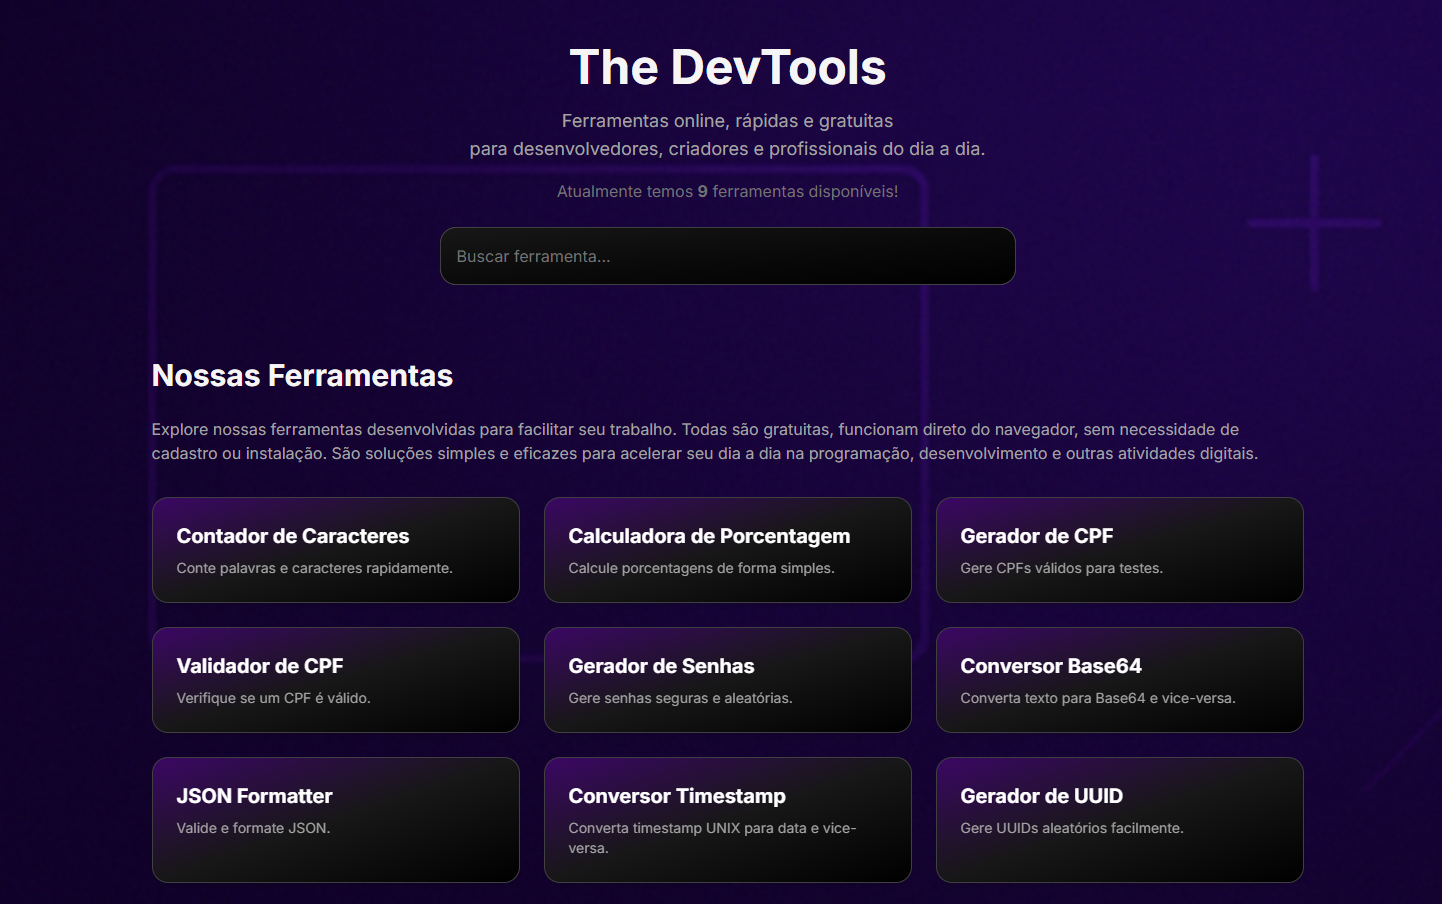 The DevTools
Ferramentas online, rápidas e gratuitas
para desenvolvedores, criadores e profissionais do dia a dia.
Atualmente temos 9 ferramentas disponíveis!
Buscar ferramenta...
Nossas Ferramentas
Explore nossas ferramentas desenvolvidas para facilitar seu trabalho. Todas são gratuitas, funcionam direto do navegador, sem necessidade de
cadastro ou instalação. São soluções simples e eficazes para acelerar seu dia a dia na programação, desenvolvimento e outras atividades digitais.
Contador de Caracteres
Conte palavras e caracteres rapidamente.
Calculadora de Porcentagem
Calcule porcentagens de forma simples.
Gerador de CPF
Gere CPFs válidos para testes.
Validador de CPF
Verifique se um CPF é válido.
Gerador de Senhas
Gere senhas seguras e aleatórias.
Conversor Base64
Converta texto para Base64 e vice-versa.
JSON Formatter
Valide e formate JSON.
Conversor Timestamp
Converta timestamp UNIX para data e vice-
versa.
Gerador de UUID
Gere UUIDs aleatórios facilmente.